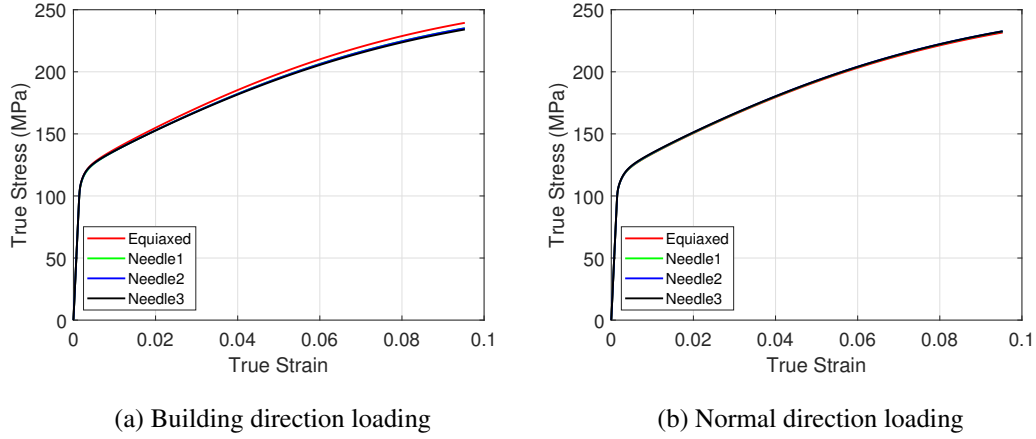 250
200
150
100
50
0
True Stress (MPa)
Equiaxed
Needle1
Needle2
Needle3
0 0.02 0.04 0.06 0.08 0.1
True Strain
(a) Building direction loading
250
200
150
100
50
0
True Stress (MPa)
Equiaxed
Needle1
Needle2
Needle3
0 0.02 0.04 0.06 0.08 0.1
True Strain
(b) Normal direction loading